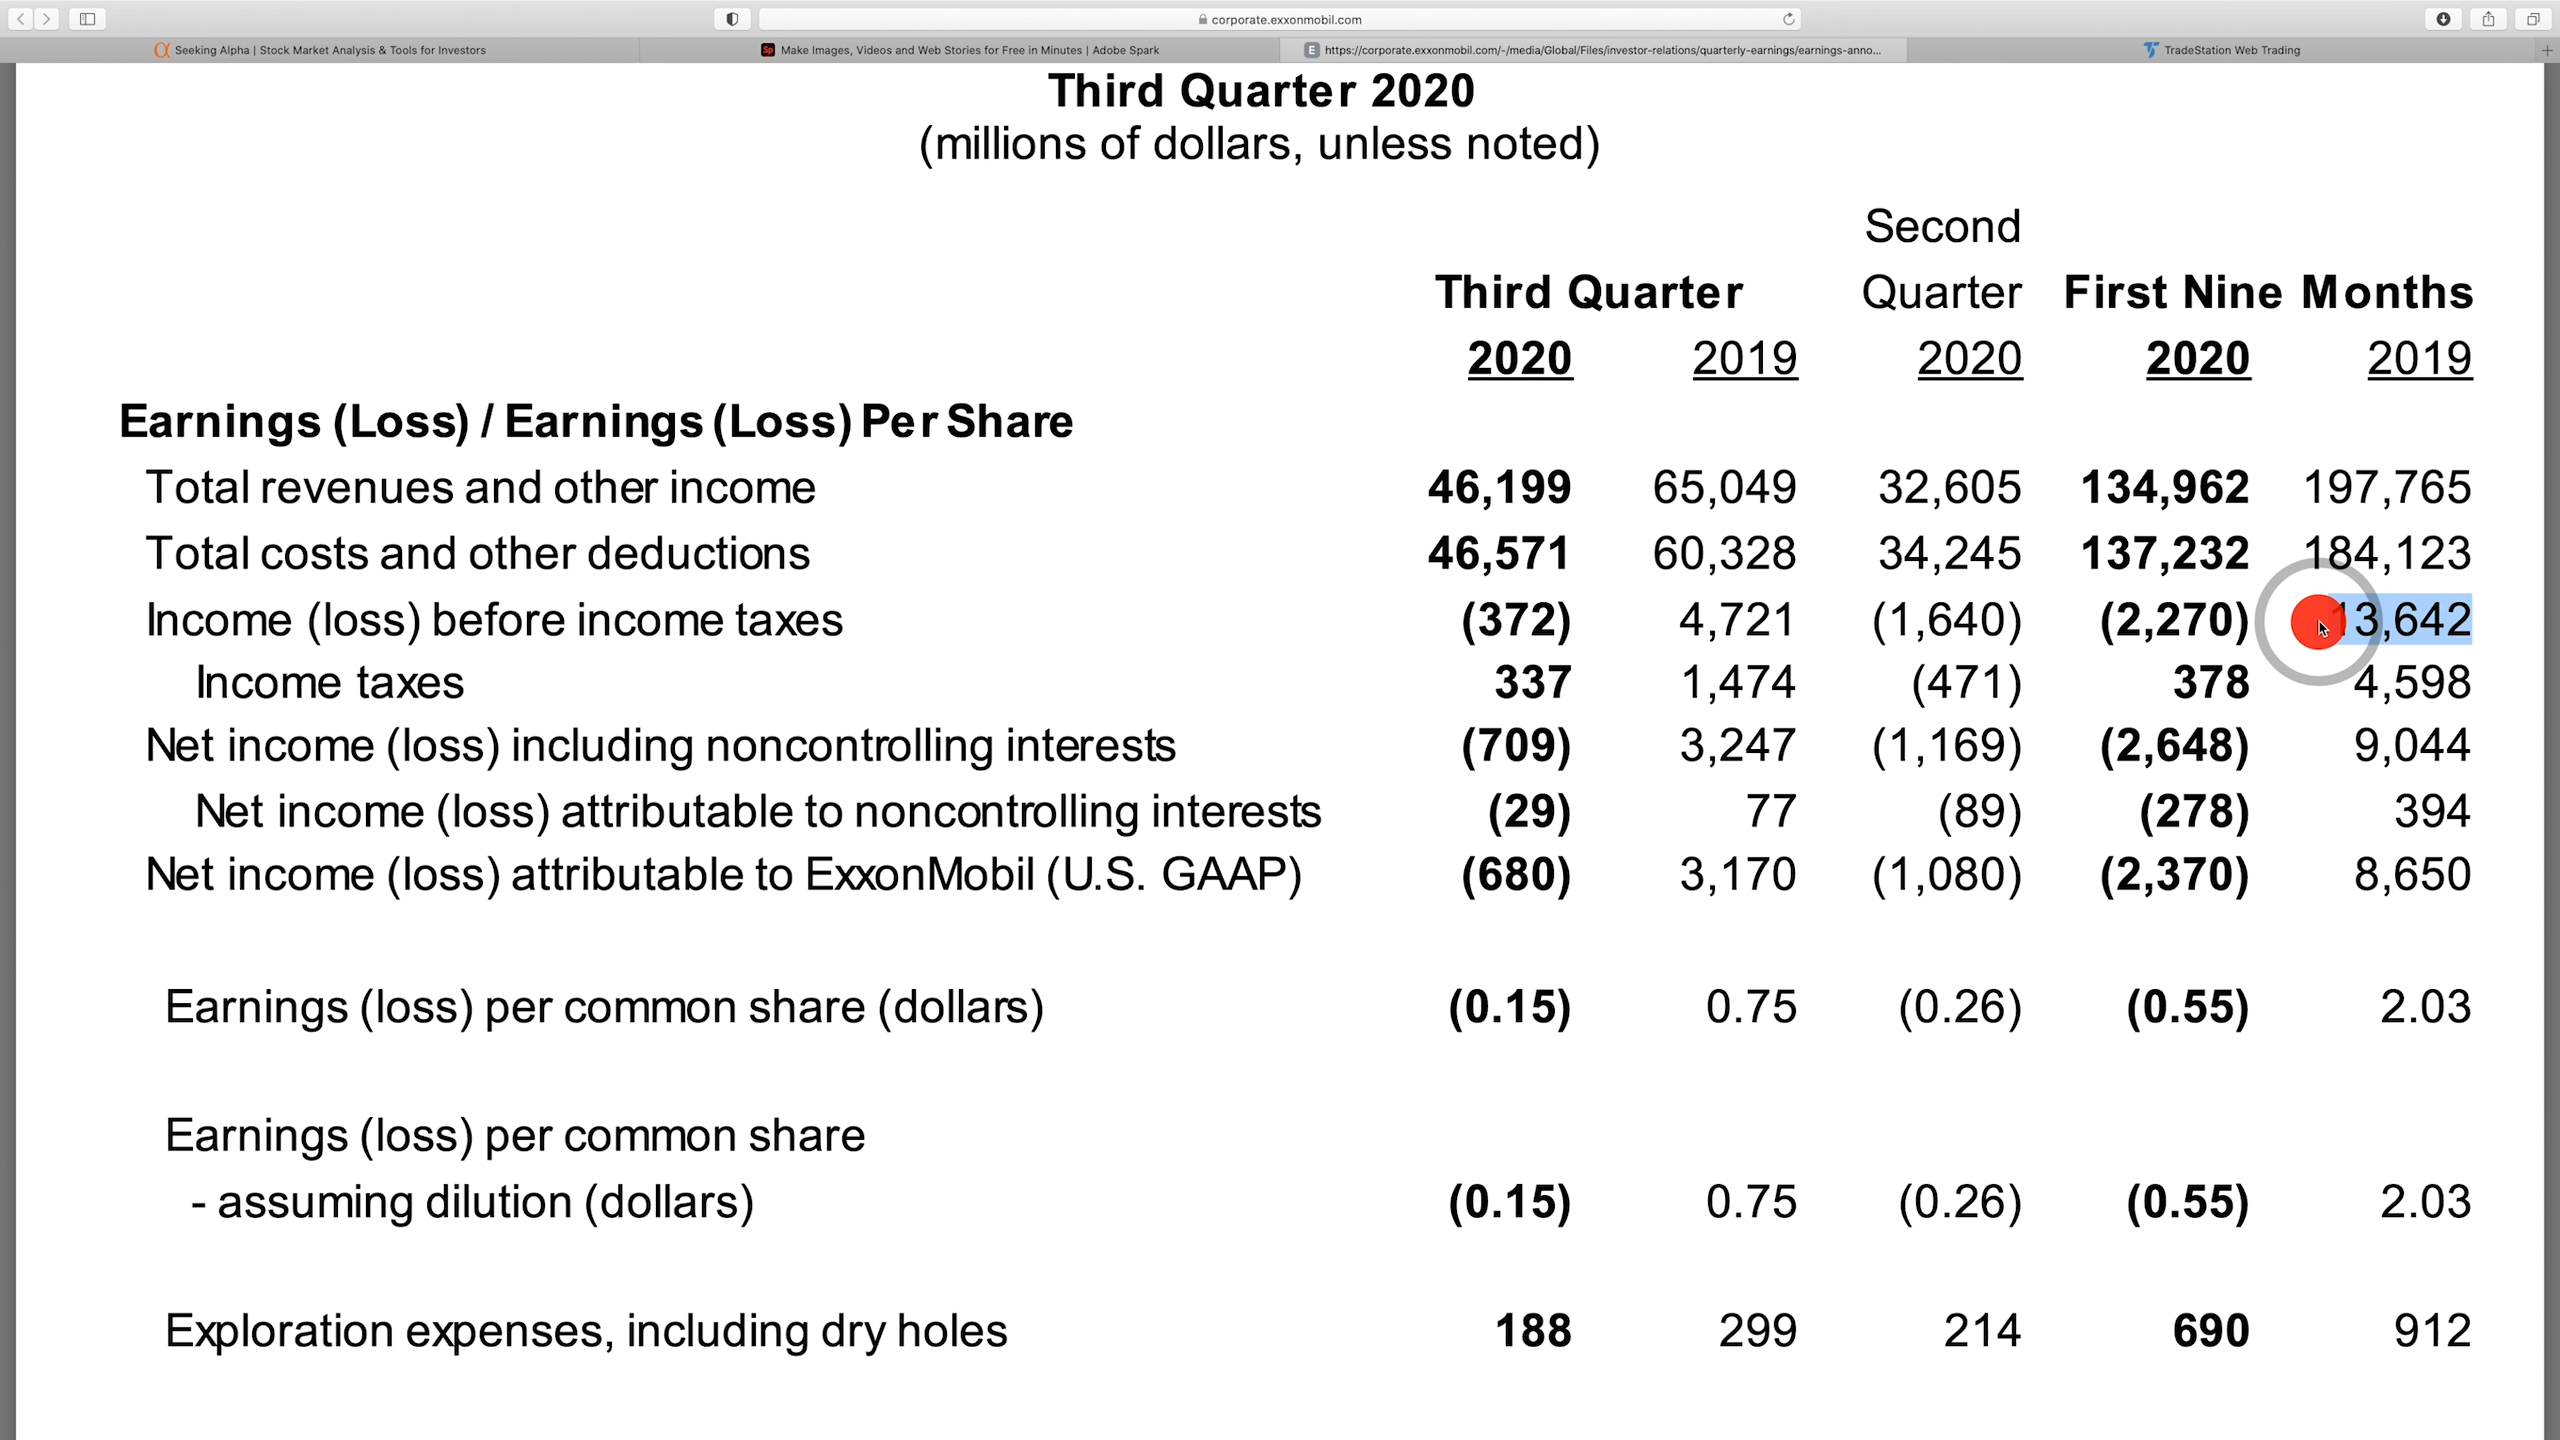 corporate.exxonmobil.com
Seeking Alpha | Stock Market Analysis & Tools for Investors
Sp Make Images, Videos and Web Stories for Free in Minutes | Adobe Spark
E https://corporate.exxonmobil.com/-/media/Global/Files/investor-relations/quarterly-earnings/earnings-anno...
TradeStation Web Trading
Third Quarter 2020
(millions of dollars, unless noted)
Second
Third Quarter Quarter First Nine Months
2020 2019 2020 2020 2019
Earnings (Loss) / Earnings (Loss) Per Share
Total revenues and other income 46,199 65,049 32,605 134,962 197,765
Total costs and other deductions 46,571 60,328 34,245 137,232 184,123
Income (loss) before income taxes (372) 4,721 (1,640) (2,270) 13,642
Income taxes 337 1,474 (471) 378 4,598
Net income (loss) including noncontrolling interests (709) 3,247 (1,169) (2,648) 9,044
Net income (loss) attributable to noncontrolling interests (29) 77 (89) (278) 394
Net income (loss) attributable to ExxonMobil (U.S. GAAP) (680) 3,170 (1,080) (2,370) 8,650
Earnings (loss) per common share (dollars) (0.15) 0.75 (0.26) (0.55) 2.03
Earnings (loss) per common share
- assuming dilution (dollars) (0.15) 0.75 (0.26) (0.55) 2.03
Exploration expenses, including dry holes 188 299 214 690 912